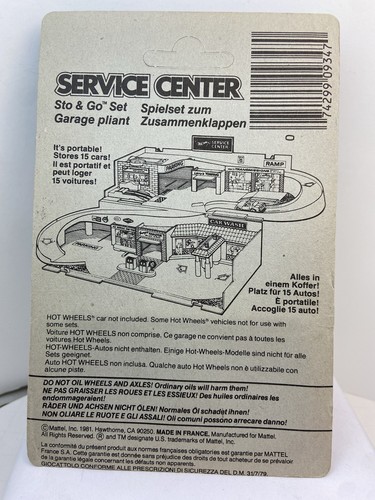 SERVICE CENTER
Sto & Go™ Set
Garage pliant
Spielset zum
Zusammenklappen
74299 09347
It's portable!
Stores 15 cars!
Il est portatif et
peut loger
15 voitures!
SERVICE
CENTER
RAMP
CAR WASH
Alles in
einem Koffer!
Platz für 15 Autos!
È portatile!
Accoglie 15 auto!
HOT WHEELS® car not included. Some Hot Wheels® vehicles not for use with
some sets.
Voiture HOT WHEELS non comprise. Ce garage ne convient pas à toutes les
voitures Hot Wheels.
HOT-WHEELS-Autos nicht enthalten. Einige Hot-Wheels-Modelle sind nicht für alle
Sets geeignet.
Auto HOT WHEELS non inclusa. Qualche auto Hot Wheels non è utilizzabile con
alcune piste.
DO NOT OIL WHEELS AND AXLES! Ordinary oils will harm them!
NE PAS GRAISSER LES ROUES ET LES ESSIEUX! Des huiles ordinaires les
endommageraient!
RÄDER UND ACHSEN NICHT ÖLEN! Normales Öl schadet ihnen!
NON OLIARE LE RUOTE E GLI ASSALI! Oli comuni possono arrecare danno!
©Mattel, Inc. 1981. Hawthorne, CA 90250. MADE IN FRANCE. Manufactured for Mattel.
All Rights Reserved. ® and TM designate U.S. trademarks of Mattel, Inc.
La conformité du présent produit aux normes françaises obligatoires est garantie par MATTEL
France S.A. Cette garantie est donnée sans préjudice des droits que le consommateur tient
de la garantie légale concernant les défauts non apparents.
GIOCATTOLO CONFORME ALLE PRESCRIZIONI DI SICUREZZA DEL D.M. 31/7/79.